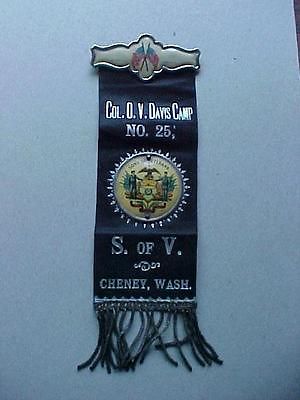 COL. O. V. DAVIS CAMP
NO. 25,
S. OF V.
CHENEY, WASH.